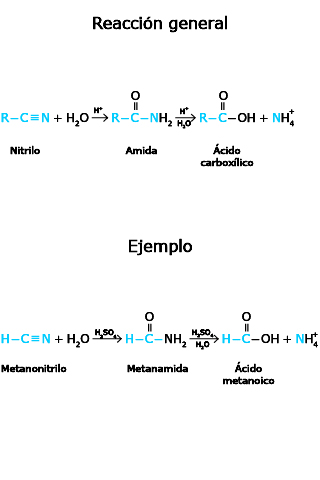 Reacción general
R–C≡N + H₂O →(H⁺) R–C(=O)–NH₂ →(H⁺, H₂O) R–C(=O)–OH + NH₄⁺
Nitrilo Amida Ácido
carboxílico
Ejemplo
H–C≡N + H₂O →(H₂SO₄) H–C(=O)–NH₂ →(H₂SO₄, H₂O) H–C(=O)–OH + NH₄⁺
Metanonitrilo Metanamida Ácido
metanoico